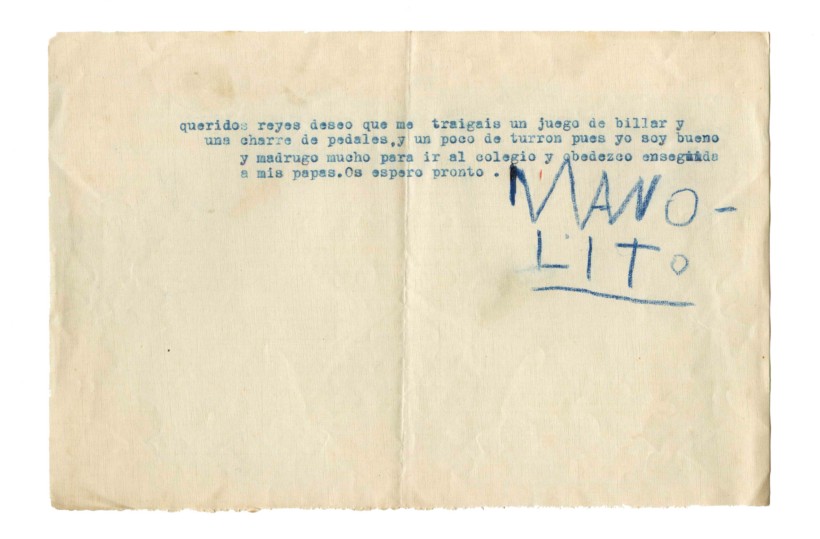 queridos reyes deseo que me traigais un juego de billar y
una charre de pedales,y un poco de turron pues yo soy bueno
y madrugo mucho para ir al colegio y obedezco enseguida
a mis papas.Os espero pronto .
MANO-
LITO